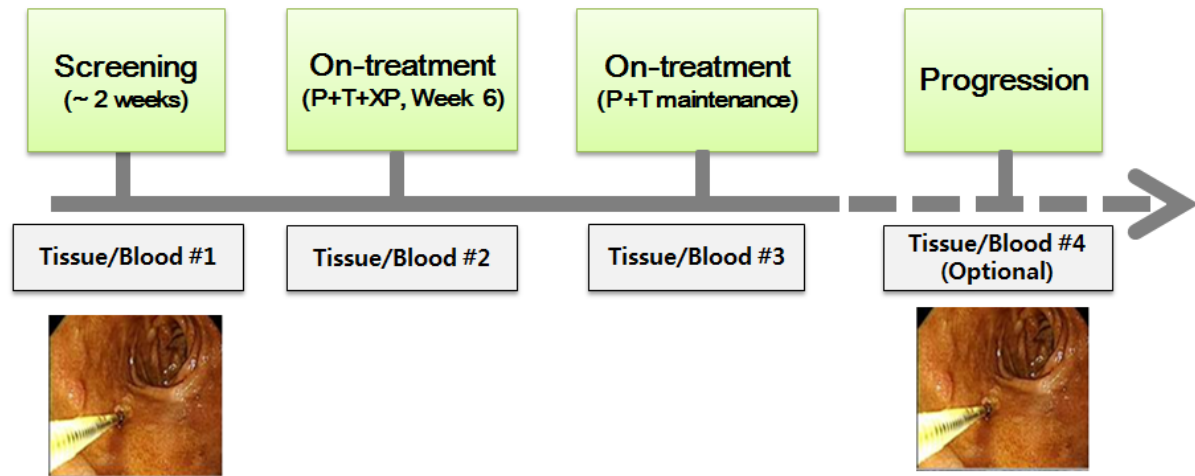 Screening
(~ 2 weeks)
On-treatment
(P+T+XP, Week 6)
On-treatment
(P+T maintenance)
Progression
Tissue/Blood #1
Tissue/Blood #2
Tissue/Blood #3
Tissue/Blood #4
(Optional)